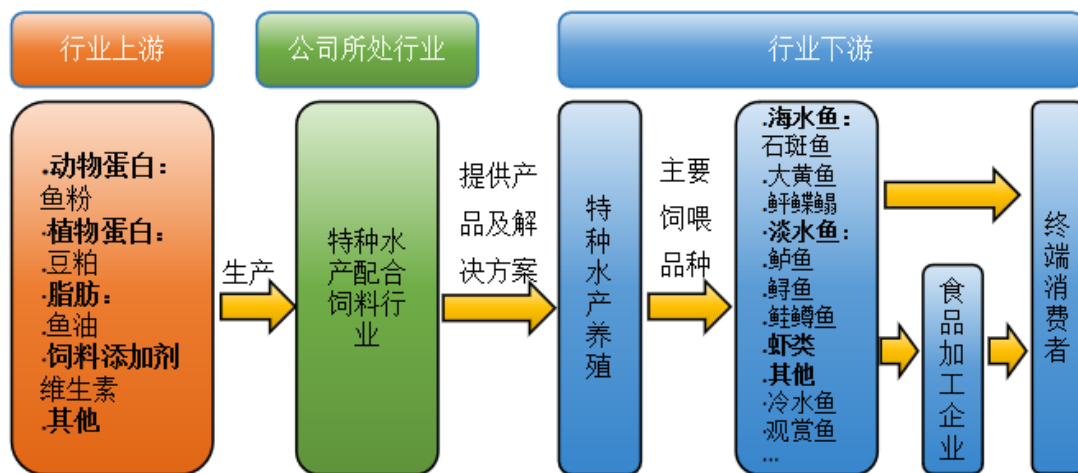 行业上游
公司所处行业
行业下游
.动物蛋白：
鱼粉
.植物蛋白：
.豆粕
.脂肪：
.鱼油
.饲料添加剂
维生素
.其他
生产
特种水
产配合
饲料行
业
提供产
品及解
决方案
特种水产养殖
主要
饲喂
品种
.海水鱼：
石斑鱼
.大黄鱼
.鲆鲽鳎
.淡水鱼：
.鲈鱼
.鲟鱼
.鲑鳟鱼
.虾类
.其他
.冷水鱼
.观赏鱼
...
食品加工企业
终端消费者